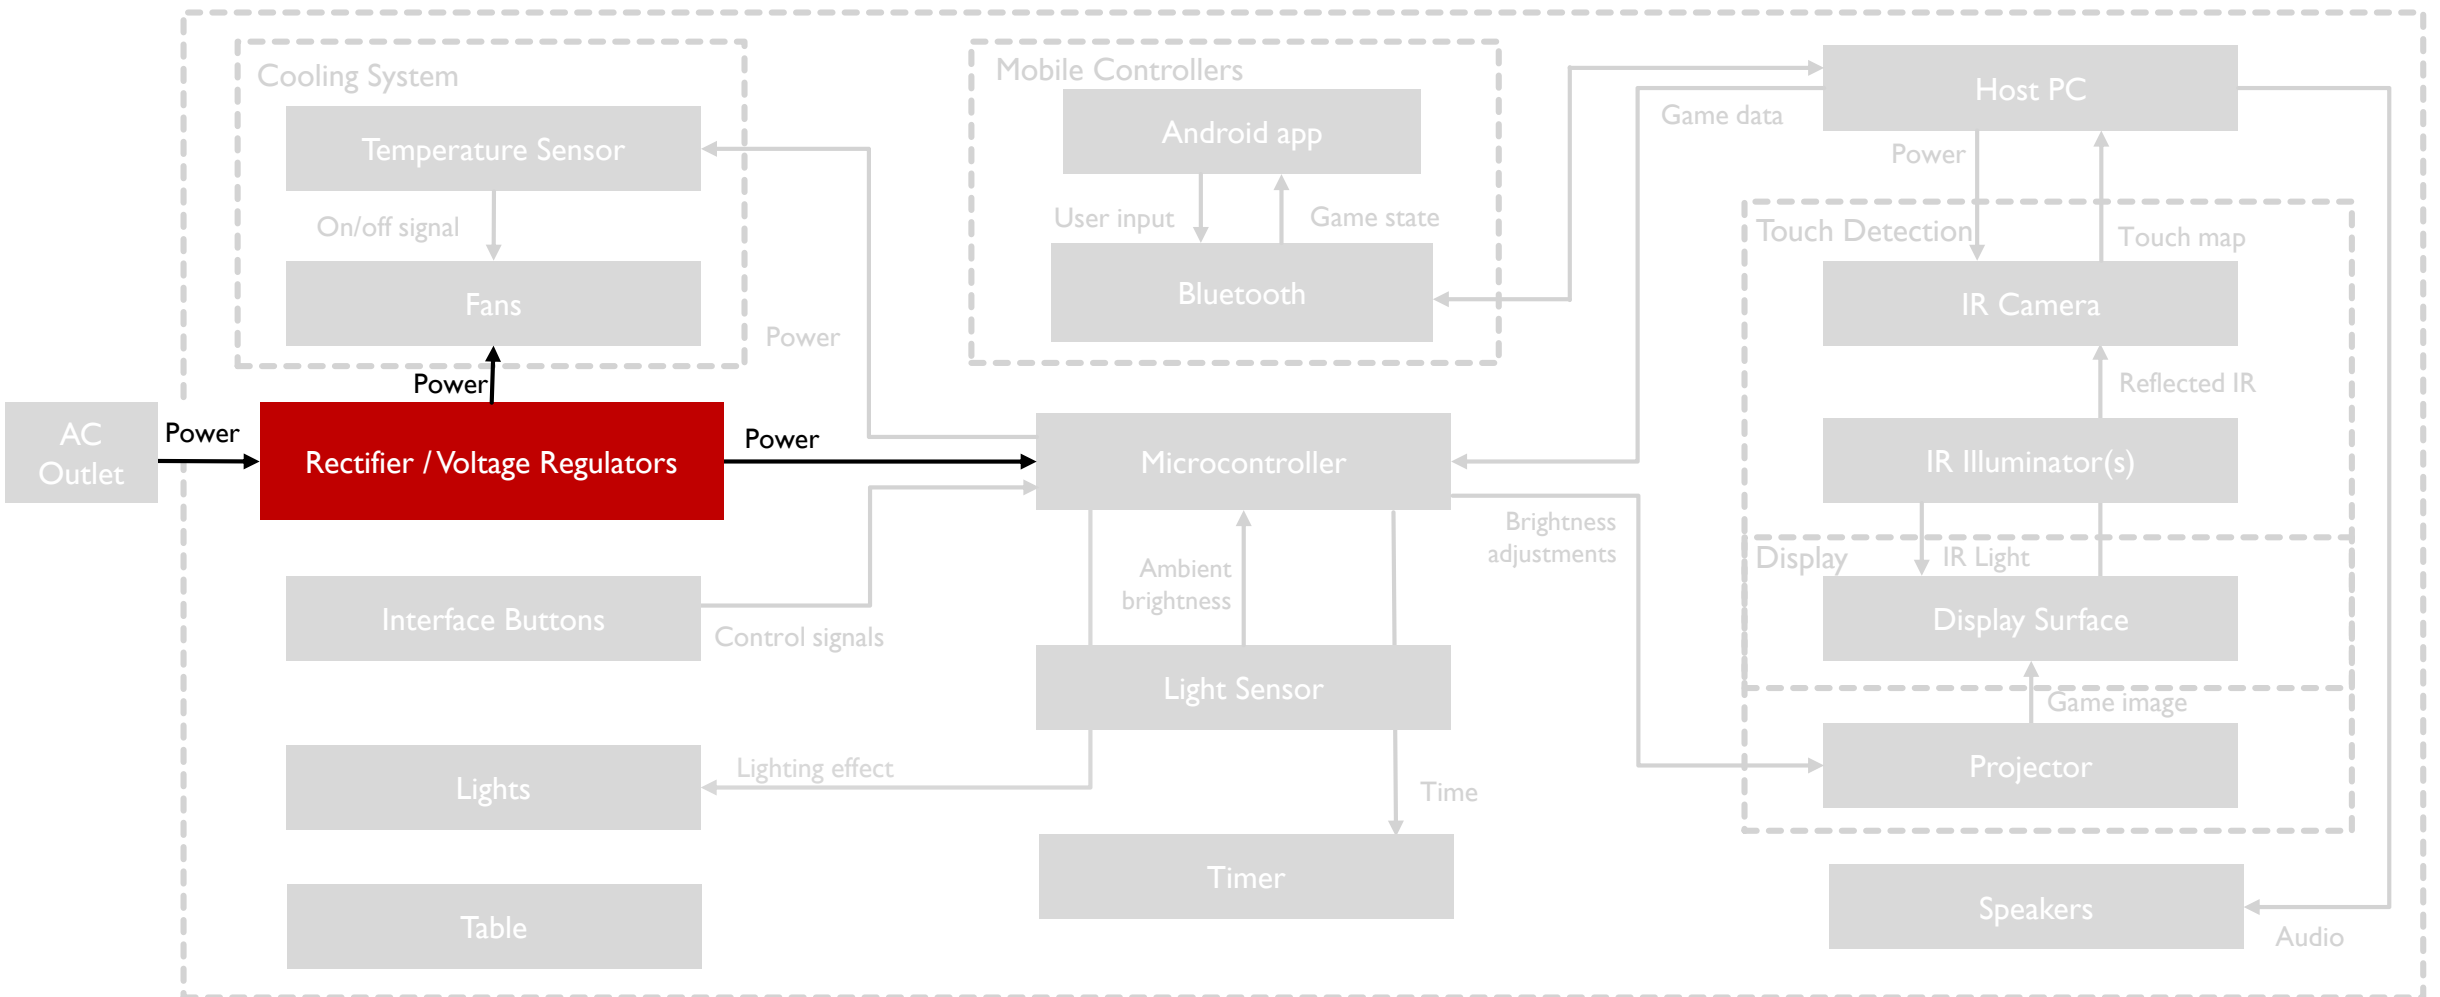 Cooling System
Temperature Sensor
On/off signal
Fans
Power
Mobile Controllers
Android app
User input
Game state
Bluetooth
Host PC
Game data
Power
Touch Detection
Touch map
IR Camera
Reflected IR
IR Illuminator(s)
Display
IR Light
Display Surface
Game image
Projector
Speakers
Audio
AC
Outlet
Power
Power
Rectifier / Voltage Regulators
Power
Microcontroller
Brightness
adjustments
Ambient
brightness
Interface Buttons
Control signals
Light Sensor
Lights
Lighting effect
Time
Timer
Table